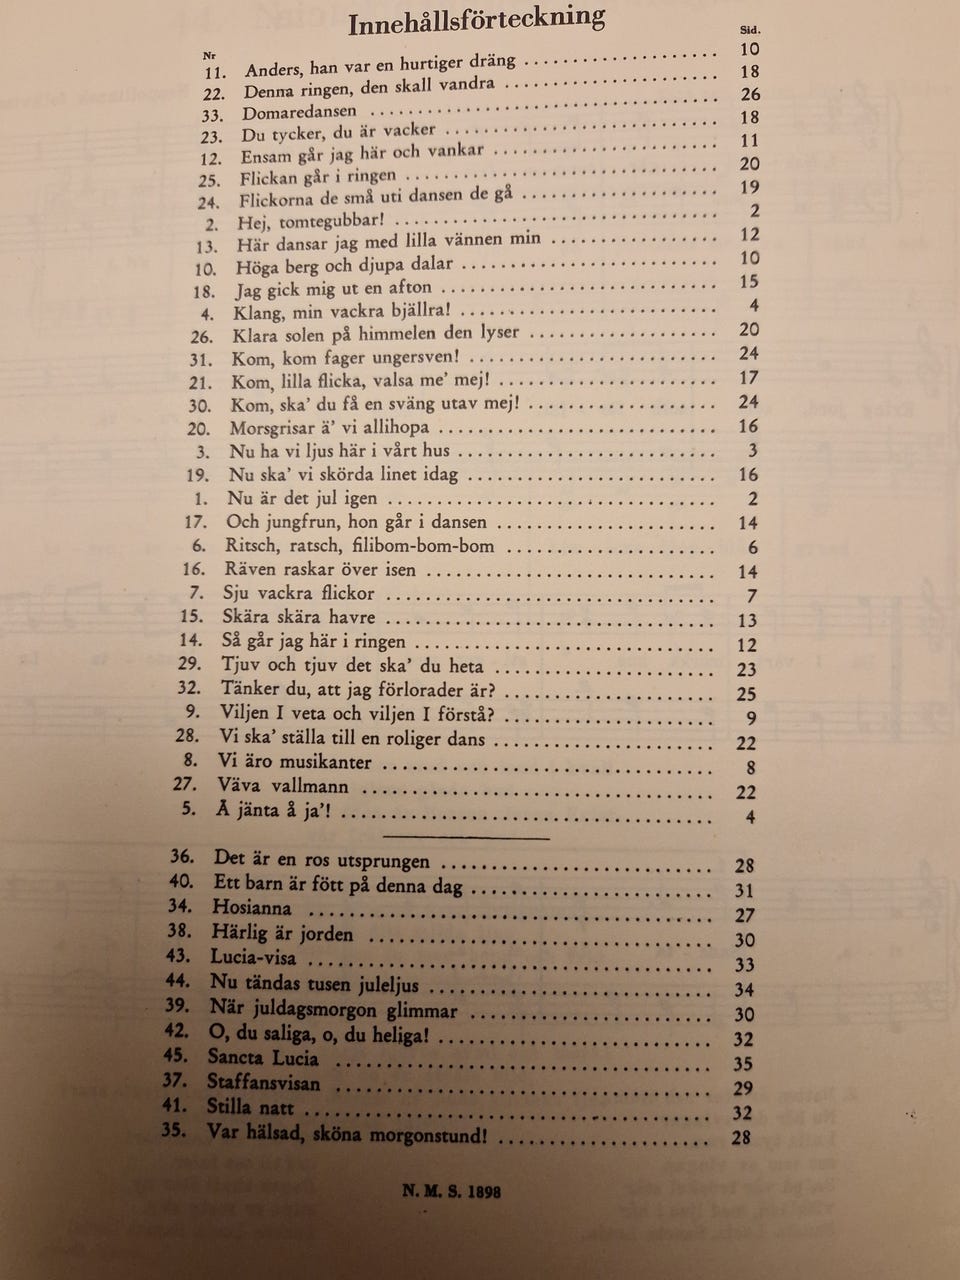 Innehållsförteckning
Nr Sid.
11. Anders, han var en hurtiger dräng 10
22. Denna ringen, den skall vandra 18
33. Domaredansen 26
23. Du tycker, du är vacker 18
12. Ensam går jag här och vankar 11
25. Flickan går i ringen 20
24. Flickorna de små uti dansen de gå 19
2. Hej, tomtegubbar! 2
13. Här dansar jag med lilla vännen min 12
10. Höga berg och djupa dalar 10
18. Jag gick mig ut en afton 15
4. Klang, min vackra bjällra! 4
26. Klara solen på himmelen den lyser 20
31. Kom, kom fager ungersven! 24
21. Kom, lilla flicka, valsa me' mej! 17
30. Kom, ska' du få en sväng utav mej! 24
20. Morsgrisar ä' vi allihopa 16
3. Nu ha vi ljus här i vårt hus 3
19. Nu ska' vi skörda linet idag 16
1. Nu är det jul igen 2
17. Och jungfrun, hon går i dansen 14
6. Ritsch, ratsch, filibom-bom-bom 6
16. Räven raskar över isen 14
7. Sju vackra flickor 7
15. Skära skära havre 13
14. Så går jag här i ringen 12
29. Tjuv och tjuv det ska' du heta 23
32. Tänker du, att jag förlorader är? 25
9. Viljen I veta och viljen I förstå? 9
28. Vi ska' ställa till en roliger dans 22
8. Vi äro musikanter 8
27. Väva vallmann 22
5. Å jänta å ja'! 4
36. Det är en ros utsprungen 28
40. Ett barn är fött på denna dag 31
34. Hosianna 27
38. Härlig är jorden 30
43. Lucia-visa 33
44. Nu tändas tusen juleljus 34
39. När juldagsmorgon glimmar 30
42. O, du saliga, o, du heliga! 32
45. Sancta Lucia 35
37. Staffansvisan 29
41. Stilla natt 32
35. Var hälsad, sköna morgonstund! 28
N. M. S. 1898